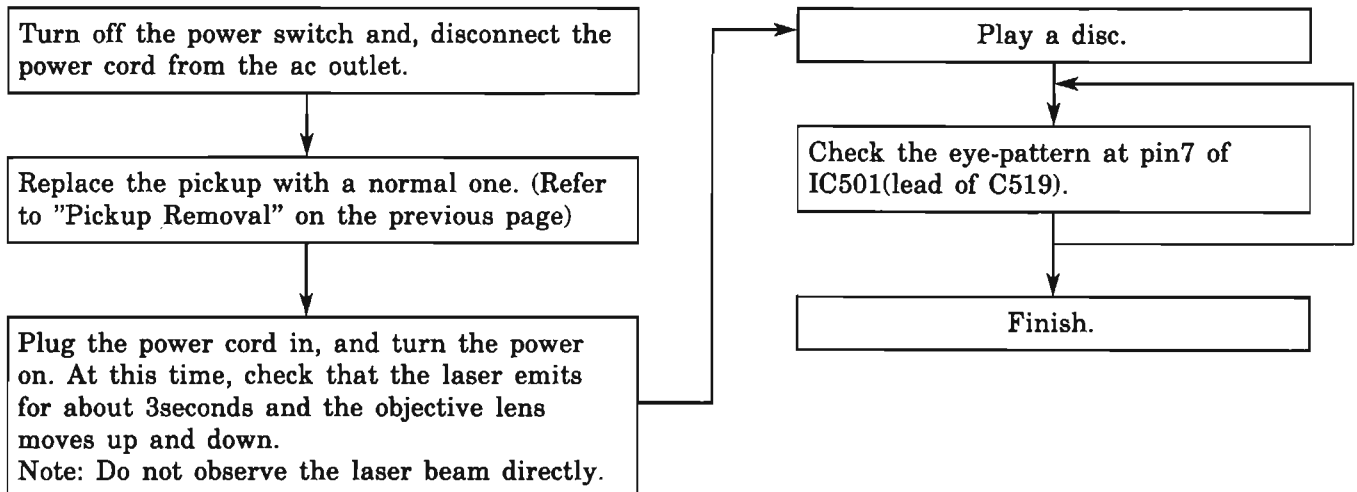 Turn off the power switch and, disconnect the
power cord from the ac outlet.
Replace the pickup with a normal one. (Refer
to ”Pickup Removal” on the previous page)
Plug the power cord in, and turn the power
on. At this time, check that the laser emits
for about 3seconds and the objective lens
moves up and down.
Note: Do not observe the laser beam directly.
Play a disc.
Check the eye-pattern at pin7 of
IC501(lead of C519).
Finish.